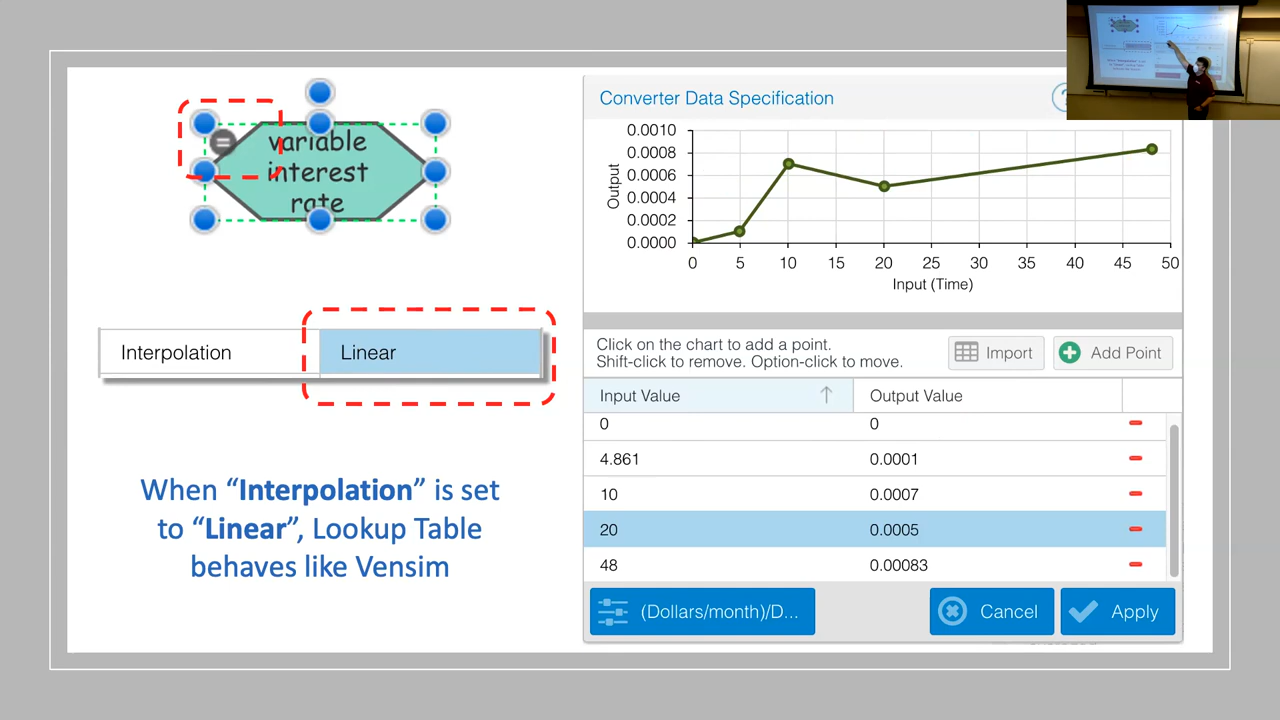 variable
interest
rate
Interpolation Linear
When “Interpolation” is set
to “Linear”, Lookup Table
behaves like Vensim
Converter Data Specification
0.0010
0.0008
0.0006
0.0004
0.0002
0.0000
Output
0 5 10 15 20 25 30 35 40 45 50
Input (Time)
Click on the chart to add a point.
Shift-click to remove. Option-click to move.
Import
Add Point
Input Value Output Value
0 0
4.861 0.0001
10 0.0007
20 0.0005
48 0.00083
(Dollars/month)/D...
Cancel
Apply